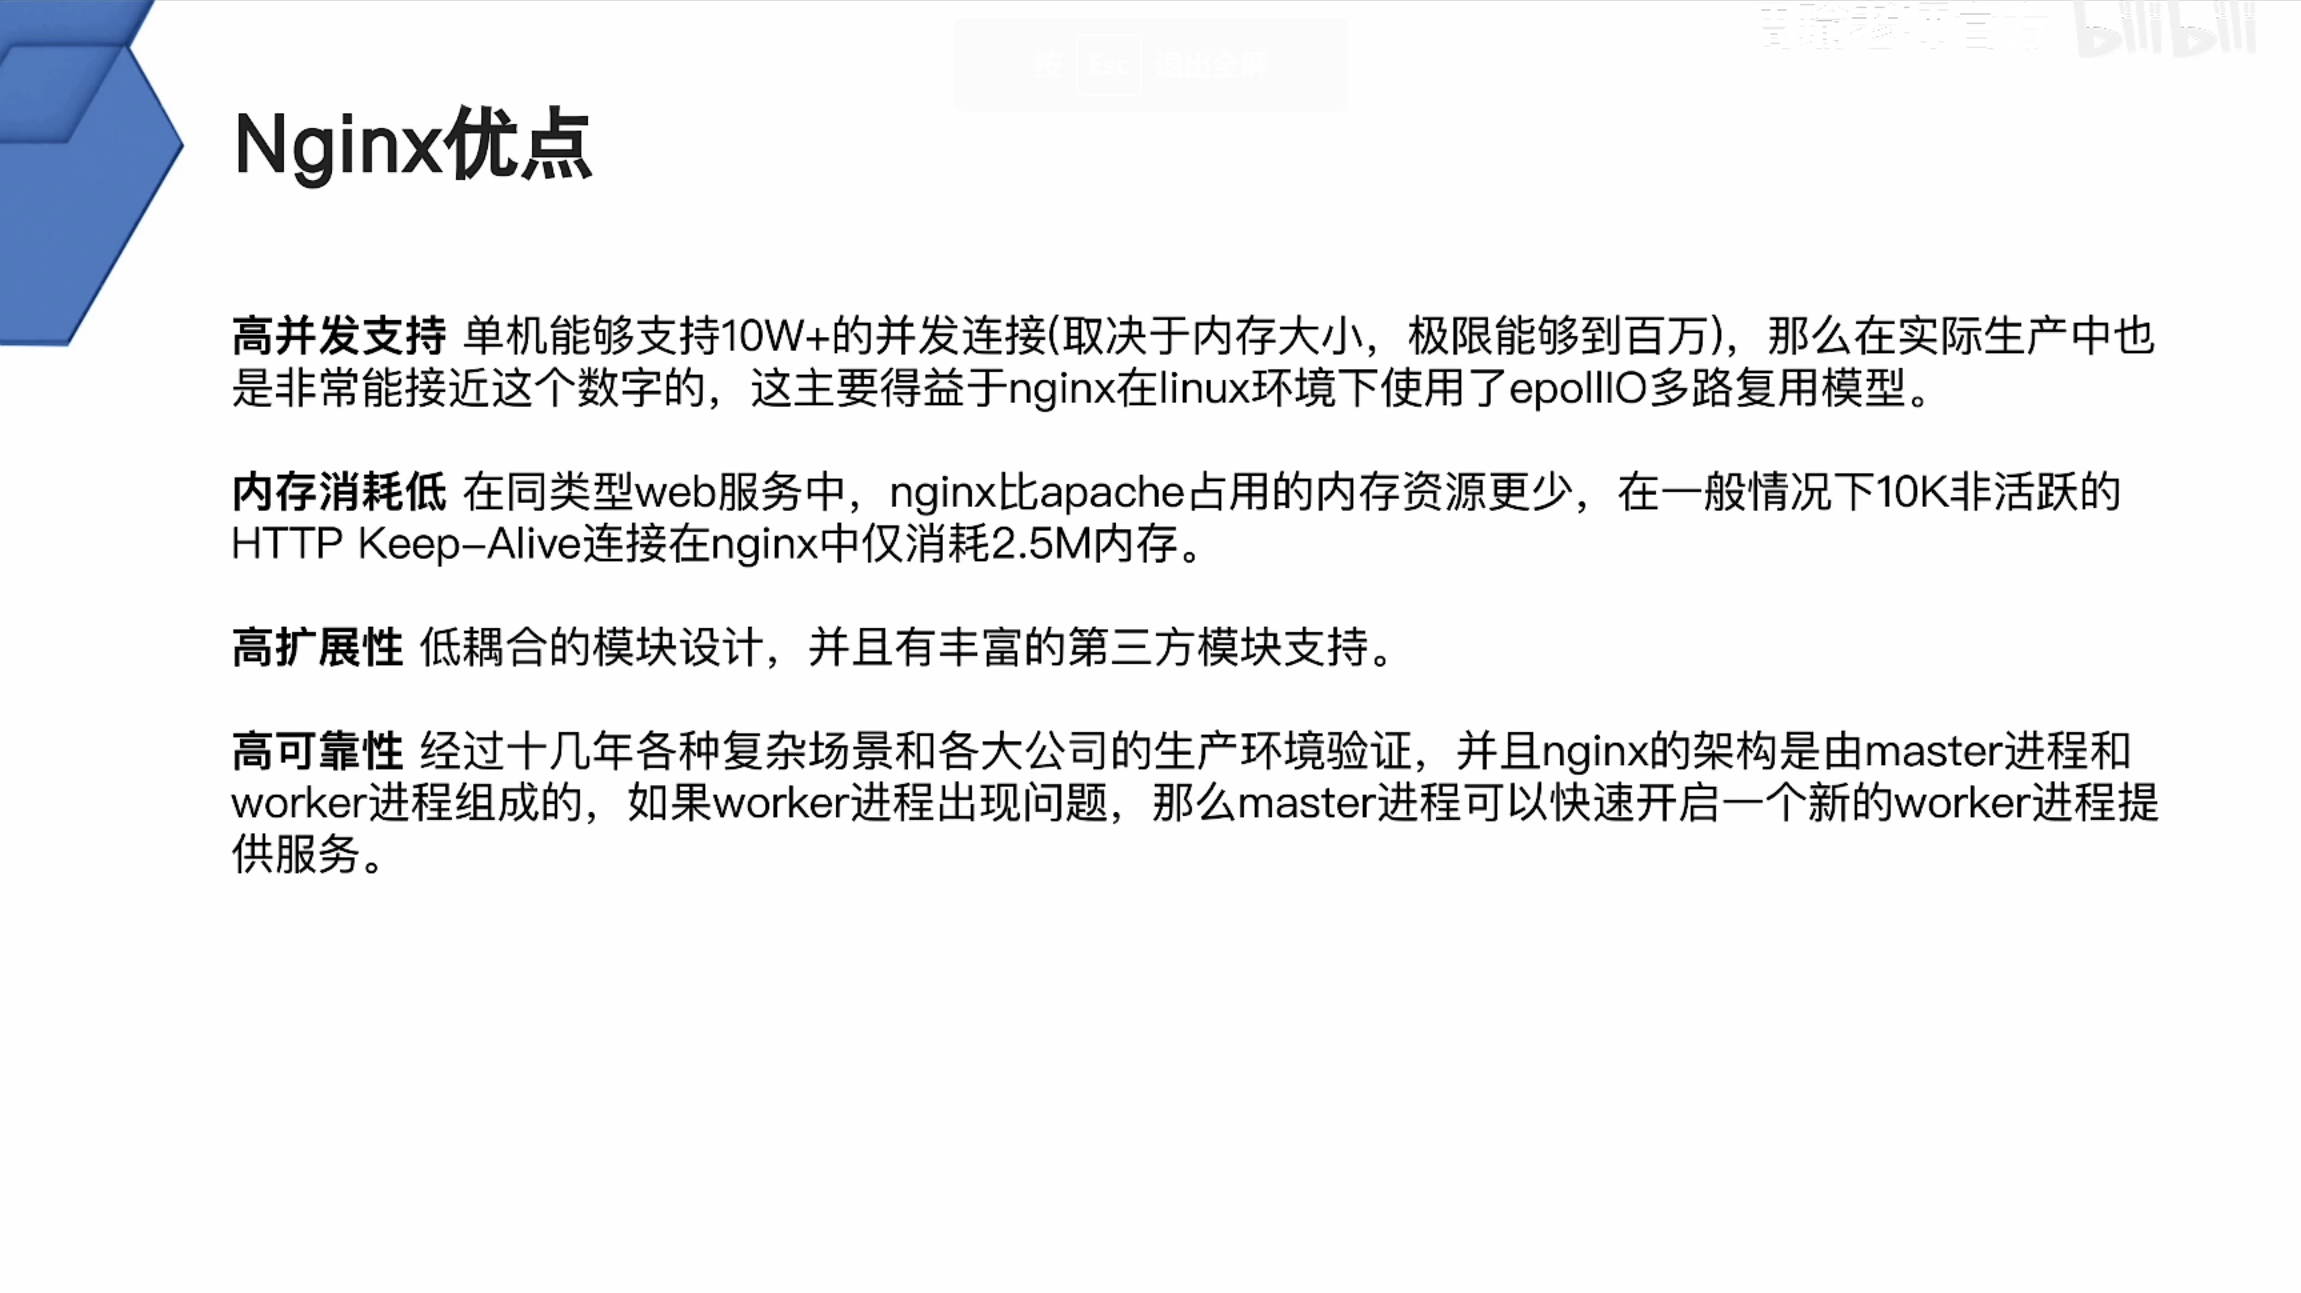 按 Esc 退出全屏
bilibili
Nginx优点
高并发支持 单机能够支持10W+的并发连接(取决于内存大小，极限能够到百万)，那么在实际生产中也
是非常能接近这个数字的，这主要得益于nginx在linux环境下使用了epollIO多路复用模型。
内存消耗低 在同类型web服务中，nginx比apache占用的内存资源更少，在一般情况下10K非活跃的
HTTP Keep–Alive连接在nginx中仅消耗2.5M内存。
高扩展性 低耦合的模块设计，并且有丰富的第三方模块支持。
高可靠性 经过十几年各种复杂场景和各大公司的生产环境验证，并且nginx的架构是由master进程和
worker进程组成的，如果worker进程出现问题，那么master进程可以快速开启一个新的worker进程提
供服务。